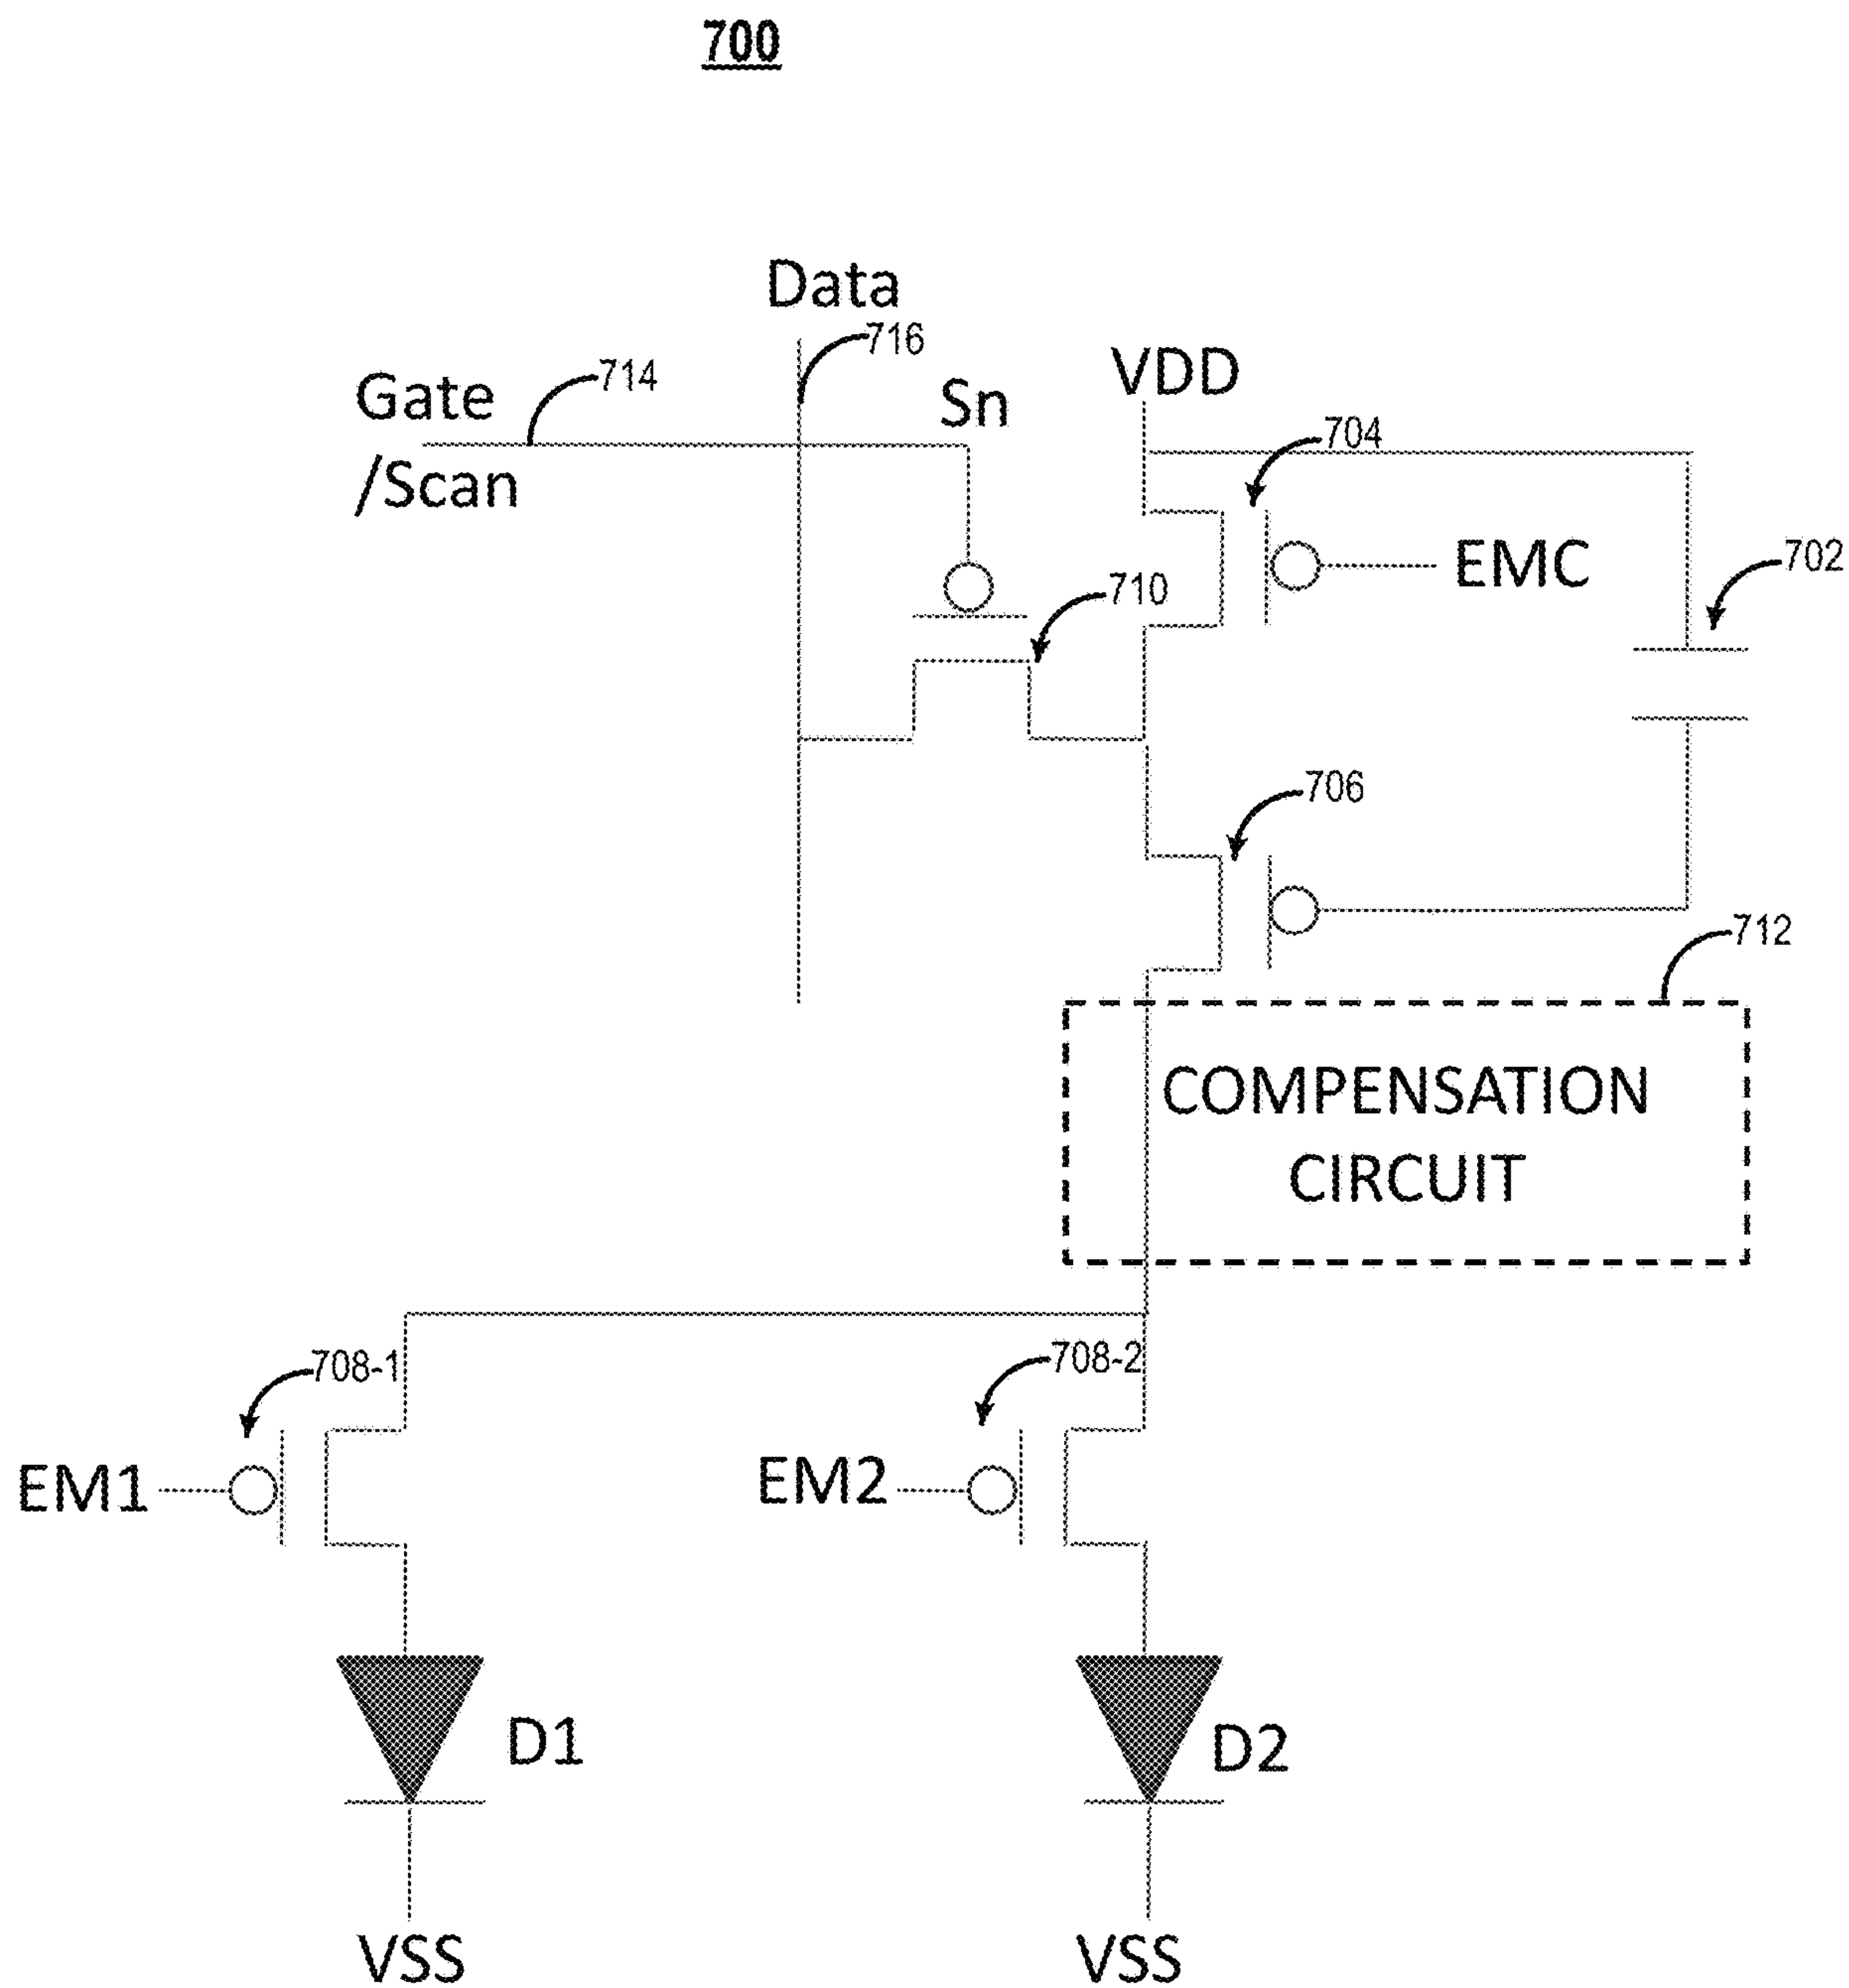 700
Data
716
Gate
/Scan
714
Sn
VDD
704
EMC
702
710
706
712
COMPENSATION
CIRCUIT
708-1
708-2
EM1
EM2
D1
D2
VSS
VSS